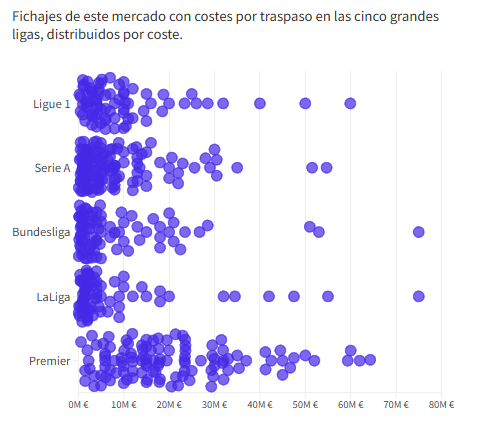 Fichajes de este mercado con costes por traspaso en las cinco grandes
ligas, distribuidos por coste.
Ligue 1
Serie A
Bundesliga
LaLiga
Premier
0M € 10M € 20M € 30M € 40M € 50M € 60M € 70M € 80M €